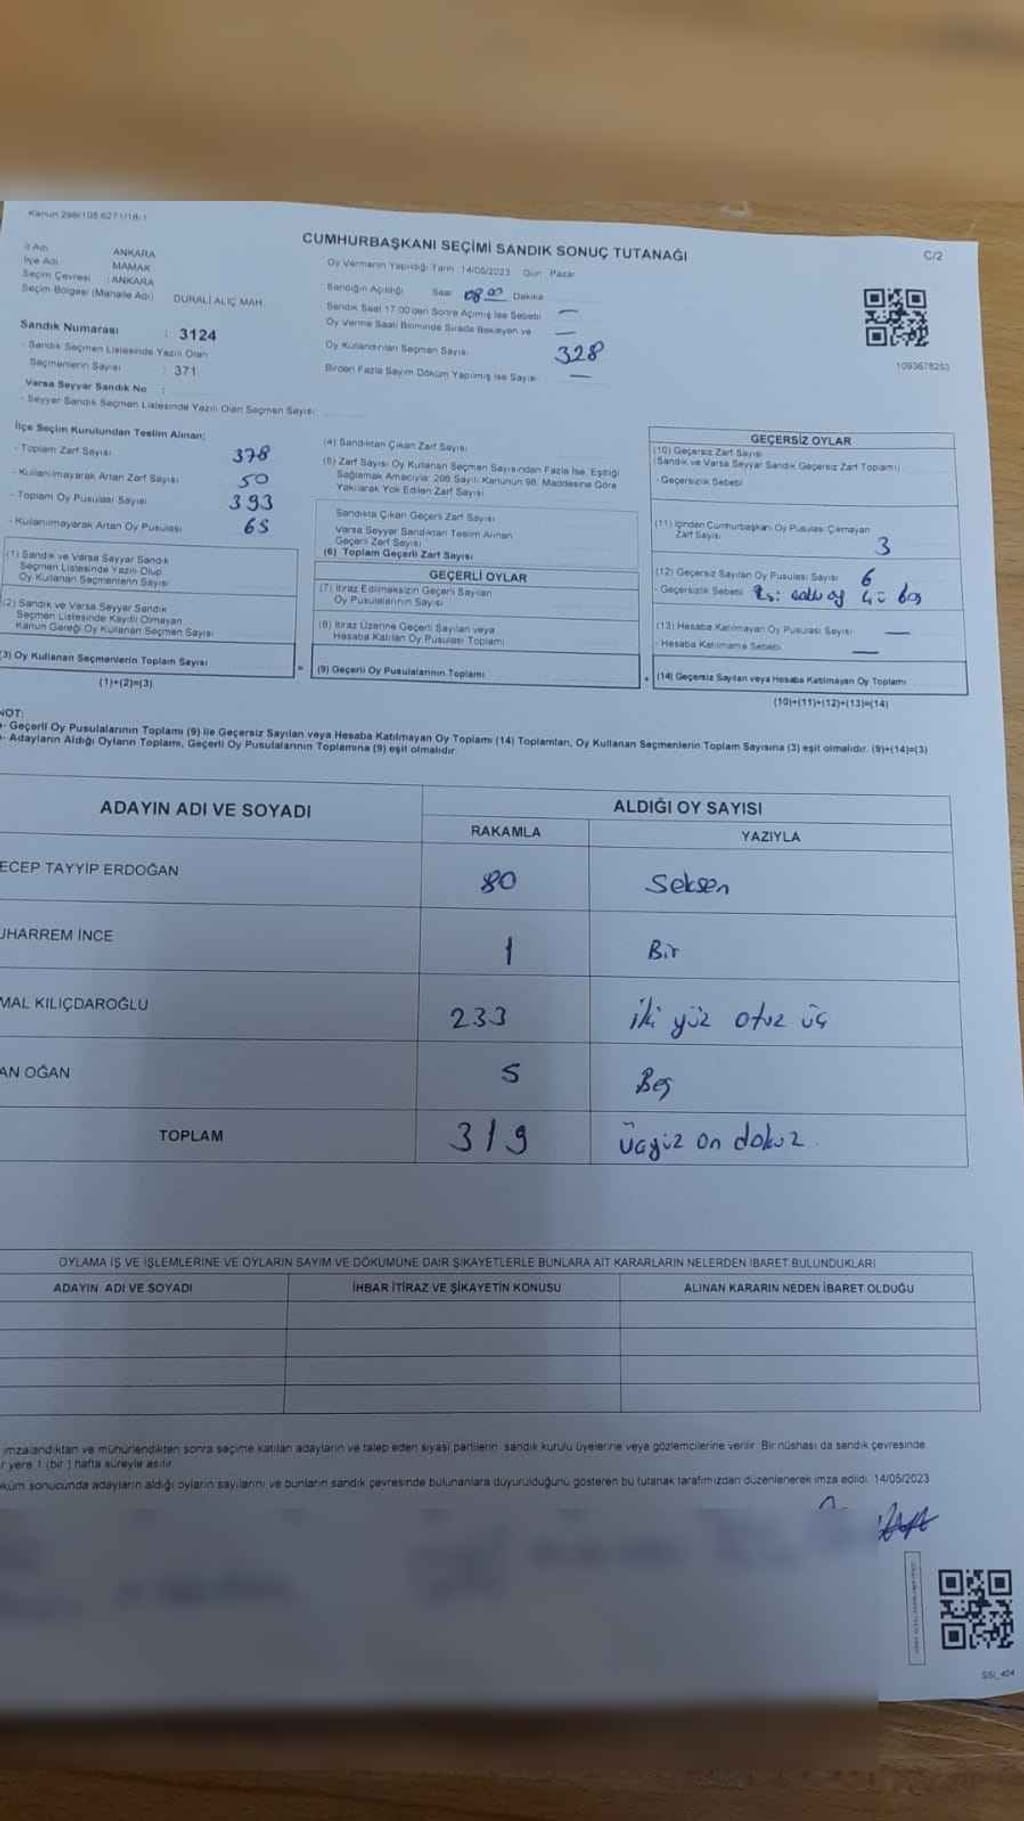 CUMHURBAŞKANI SEÇİMİ SANDIK SONUÇ TUTANAĞI
C/2
İl Adı ANKARA
İlçe Adı MAMAK
Seçim Çevresi : ANKARA
Seçim Bölgesi (Mahalle Adı) DURALİ ALIÇ MAH.
Oy Vermenin Yapıldığı Tarih : 14/05/2023 Gün : Pazar
Sandığın Açıldığı Saat 08 00 Dakika
Sandık Saat 17.00'den Sonra Açılmış İse Sebebi —
Oy Verme Saati Bitiminde Sırada Bekleyen ve —
Oy Kullandırılan Seçmen Sayısı 328
Birden Fazla Sayım Döküm Yapılmış İse Sayısı —
1093678253
Sandık Numarası : 3124
- Sandık Seçmen Listesinde Yazılı Olan
Seçmenlerin Sayısı : 371
Varsa Seyyar Sandık No :
- Seyyar Sandık Seçmen Listesinde Yazılı Olan Seçmen Sayısı:
İlçe Seçim Kurulundan Teslim Alınan;
- Toplam Zarf Sayısı 378
- Kullanılmayarak Artan Zarf Sayısı 50
- Toplam Oy Pusulası Sayısı 393
- Kullanılmayarak Artan Oy Pusulası 65
(1) Sandık ve Varsa Seyyar Sandık
Seçmen Listesinde Yazılı Olup
Oy Kullanan Seçmenlerin Sayısı
(2) Sandık ve Varsa Seyyar Sandık
Seçmen Listesinde Kayıtlı Olmayan
Kanun Gereği Oy Kullanan Seçmen Sayısı
(3) Oy Kullanan Seçmenlerin Toplam Sayısı
(1)+(2)=(3)
(4) Sandıktan Çıkan Zarf Sayısı
(5) Zarf Sayısı Oy Kullanan Seçmen Sayısından Fazla İse, Eşitliği
Sağlamak Amacıyla; 298 Sayılı Kanunun 98. Maddesine Göre
Yakılarak Yok Edilen Zarf Sayısı
Sandıkta Çıkan Geçerli Zarf Sayısı
Varsa Seyyar Sandıktan Teslim Alınan
Geçerli Zarf Sayısı
(6) Toplam Geçerli Zarf Sayısı
GEÇERLİ OYLAR
(7) İtiraz Edilmeksizin Geçerli Sayılan
Oy Pusulalarının Sayısı
(8) İtiraz Üzerine Geçerli Sayılan veya
Hesaba Katılan Oy Pusulası Toplamı
= (9) Geçerli Oy Pusulalarının Toplamı
GEÇERSİZ OYLAR
(10) Geçersiz Zarf Sayısı
(Sandık ve Varsa Seyyar Sandık Geçersiz Zarf Toplamı)
- Geçersizlik Sebebi
(11) İçinden Cumhurbaşkanı Oy Pusulası Çıkmayan
Zarf Sayısı 3
(12) Geçersiz Sayılan Oy Pusulası Sayısı 6
- Geçersizlik Sebebi
(13) Hesaba Katılmayan Oy Pusulası Sayısı —
- Hesaba Katılmama Sebebi —
+ (14) Geçersiz Sayılan veya Hesaba Katılmayan Oy Toplamı
(10)+(11)+(12)+(13)=(14)
NOT:
- Geçerli Oy Pusulalarının Toplamı (9) ile Geçersiz Sayılan veya Hesaba Katılmayan Oy Toplamı (14) Toplamları, Oy Kullanan Seçmenlerin Toplam Sayısına (3) eşit olmalıdır. (9)+(14)=(3)
- Adayların Aldığı Oyların Toplamı, Geçerli Oy Pusulalarının Toplamına (9) eşit olmalıdır.
ADAYIN ADI VE SOYADI ALDIĞI OY SAYISI
RAKAMLA YAZIYLA
ECEP TAYYİP ERDOĞAN 80 Seksen
UHARREM İNCE 1 Bir
MAL KILIÇDAROĞLU 233 iki yüz otuz üç
AN OĞAN 5 Beş
TOPLAM 319 üçyüz on dokuz.
OYLAMA İŞ VE İŞLEMLERİNE VE OYLARIN SAYIM VE DÖKÜMÜNE DAİR ŞİKAYETLERLE BUNLARA AİT KARARLARIN NELERDEN İBARET BULUNDUKLARI
ADAYIN ADI VE SOYADI İHBAR İTİRAZ VE ŞİKAYETİN KONUSU ALINAN KARARIN NEDEN İBARET OLDUĞU
imzalandıktan ve mühürlendikten sonra seçime katılan adayların ve talep eden siyasi partilerin sandık kurulu üyelerine veya gözlemcilerine verilir. Bir nüshası da sandık çevresinde
r yere 1 (bir) hafta süreyle asılır.
küm sonucunda adayların aldığı oyların sayılarını ve bunların sandık çevresinde bulunanlara duyurulduğunu gösteren bu tutanak tarafımızdan düzenlenerek imza edildi. 14/05/2023
SSI_404